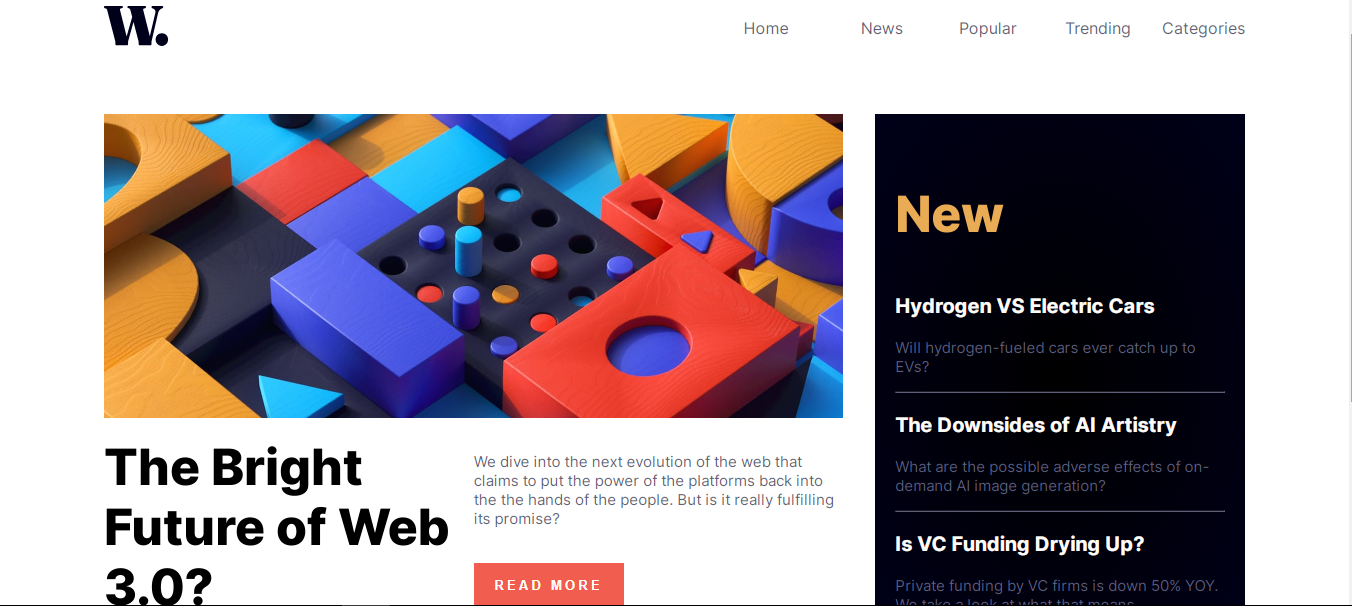 W.
Home News Popular Trending Categories
The Bright
Future of Web
3.0?
We dive into the next evolution of the web that
claims to put the power of the platforms back into
the the hands of the people. But is it really fulfilling
its promise?
READ MORE
New
Hydrogen VS Electric Cars
Will hydrogen-fueled cars ever catch up to
EVs?
The Downsides of AI Artistry
What are the possible adverse effects of on-
demand AI image generation?
Is VC Funding Drying Up?
Private funding by VC firms is down 50% YOY.
We take a look at what that means.